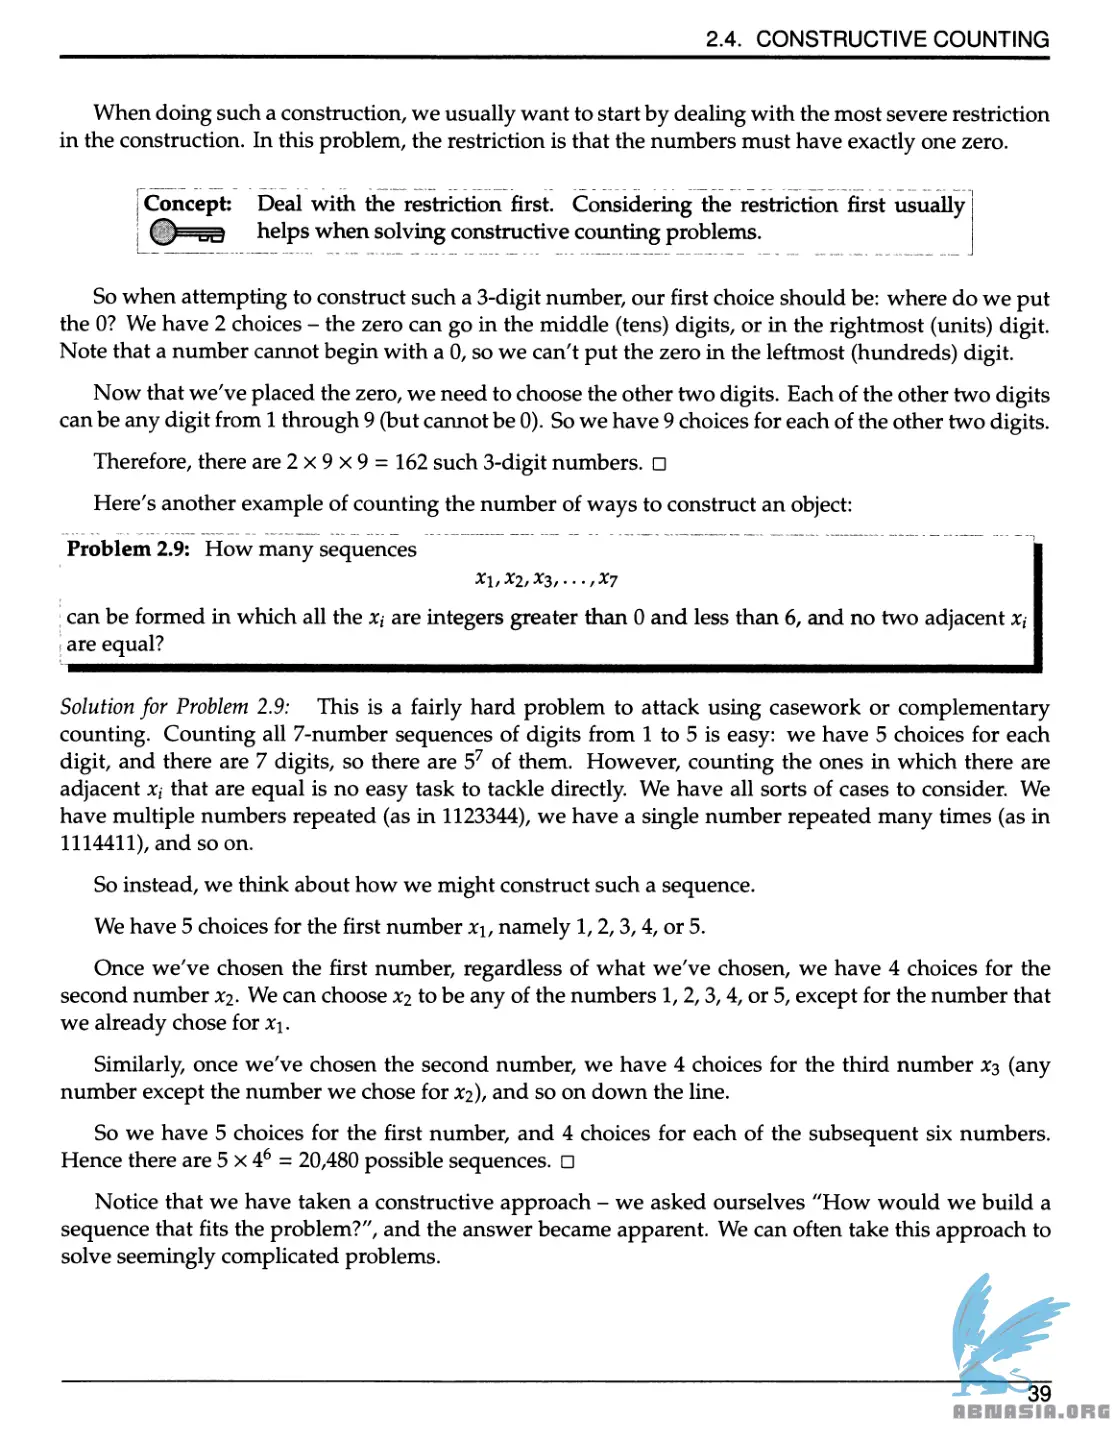 2.4. CONSTRUCTIVE COUNTING
When doing such a construction, we usually want to start by dealing with the most severe restriction
in the construction. In this problem, the restriction is that the numbers must have exactly one zero.
Concept: Deal with the restriction first. Considering the restriction first usually
helps when solving constructive counting problems.
So when attempting to construct such a 3-digit number, our first choice should be: where do we put
the 0? We have 2 choices – the zero can go in the middle (tens) digits, or in the rightmost (units) digit.
Note that a number cannot begin with a 0, so we can't put the zero in the leftmost (hundreds) digit.
Now that we've placed the zero, we need to choose the other two digits. Each of the other two digits
can be any digit from 1 through 9 (but cannot be 0). So we have 9 choices for each of the other two digits.
Therefore, there are 2 × 9 × 9 = 162 such 3-digit numbers. □
Here's another example of counting the number of ways to construct an object:
Problem 2.9: How many sequences
x₁, x₂, x₃, . . . , x₇
can be formed in which all the xᵢ are integers greater than 0 and less than 6, and no two adjacent xᵢ
are equal?
Solution for Problem 2.9: This is a fairly hard problem to attack using casework or complementary
counting. Counting all 7-number sequences of digits from 1 to 5 is easy: we have 5 choices for each
digit, and there are 7 digits, so there are 5⁷ of them. However, counting the ones in which there are
adjacent xᵢ that are equal is no easy task to tackle directly. We have all sorts of cases to consider. We
have multiple numbers repeated (as in 1123344), we have a single number repeated many times (as in
1114411), and so on.
So instead, we think about how we might construct such a sequence.
We have 5 choices for the first number x₁, namely 1, 2, 3, 4, or 5.
Once we've chosen the first number, regardless of what we've chosen, we have 4 choices for the
second number x₂. We can choose x₂ to be any of the numbers 1, 2, 3, 4, or 5, except for the number that
we already chose for x₁.
Similarly, once we've chosen the second number, we have 4 choices for the third number x₃ (any
number except the number we chose for x₂), and so on down the line.
So we have 5 choices for the first number, and 4 choices for each of the subsequent six numbers.
Hence there are 5 × 4⁶ = 20,480 possible sequences. □
Notice that we have taken a constructive approach – we asked ourselves "How would we build a
sequence that fits the problem?", and the answer became apparent. We can often take this approach to
solve seemingly complicated problems.
39
ABNASIA.ORG